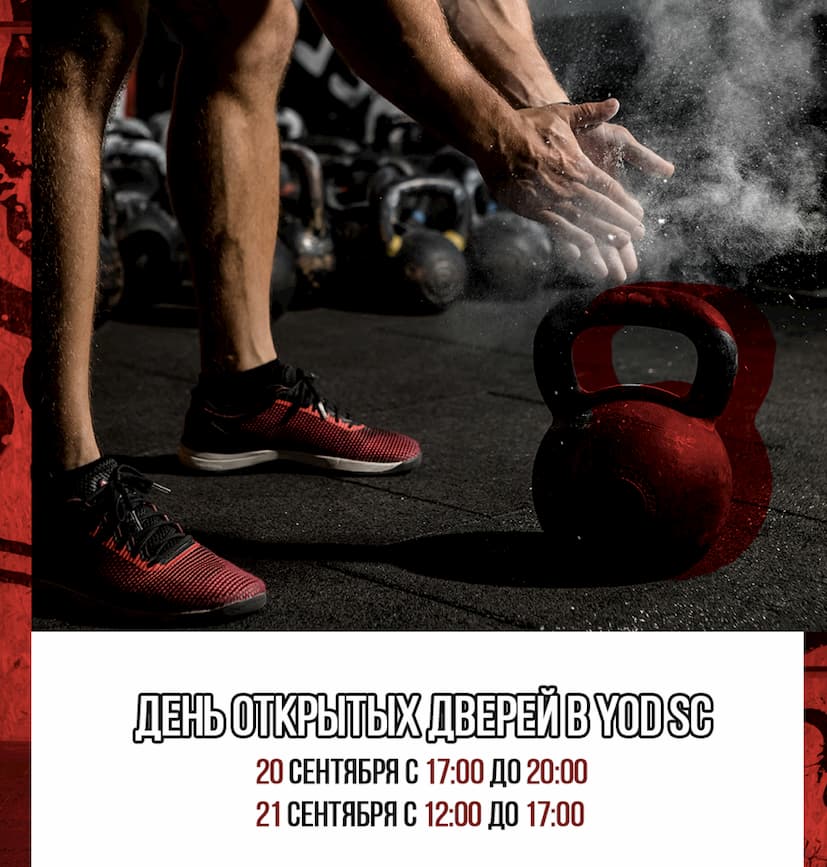 ДЕНЬ ОТКРЫТЫХ ДВЕРЕЙ В YOD SC
20 СЕНТЯБРЯ С 17:00 ДО 20:00
21 СЕНТЯБРЯ С 12:00 ДО 17:00